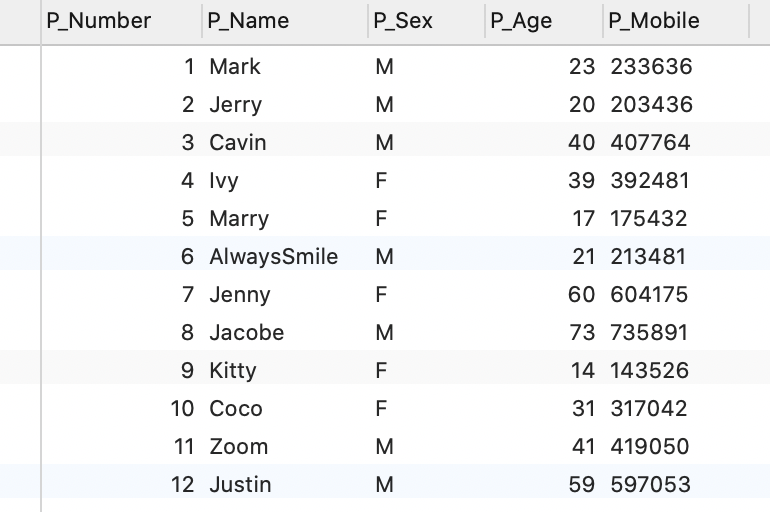 P_Number P_Name P_Sex P_Age P_Mobile
1 Mark M 23 233636
2 Jerry M 20 203436
3 Cavin M 40 407764
4 Ivy F 39 392481
5 Marry F 17 175432
6 AlwaysSmile M 21 213481
7 Jenny F 60 604175
8 Jacobe M 73 735891
9 Kitty F 14 143526
10 Coco F 31 317042
11 Zoom M 41 419050
12 Justin M 59 597053